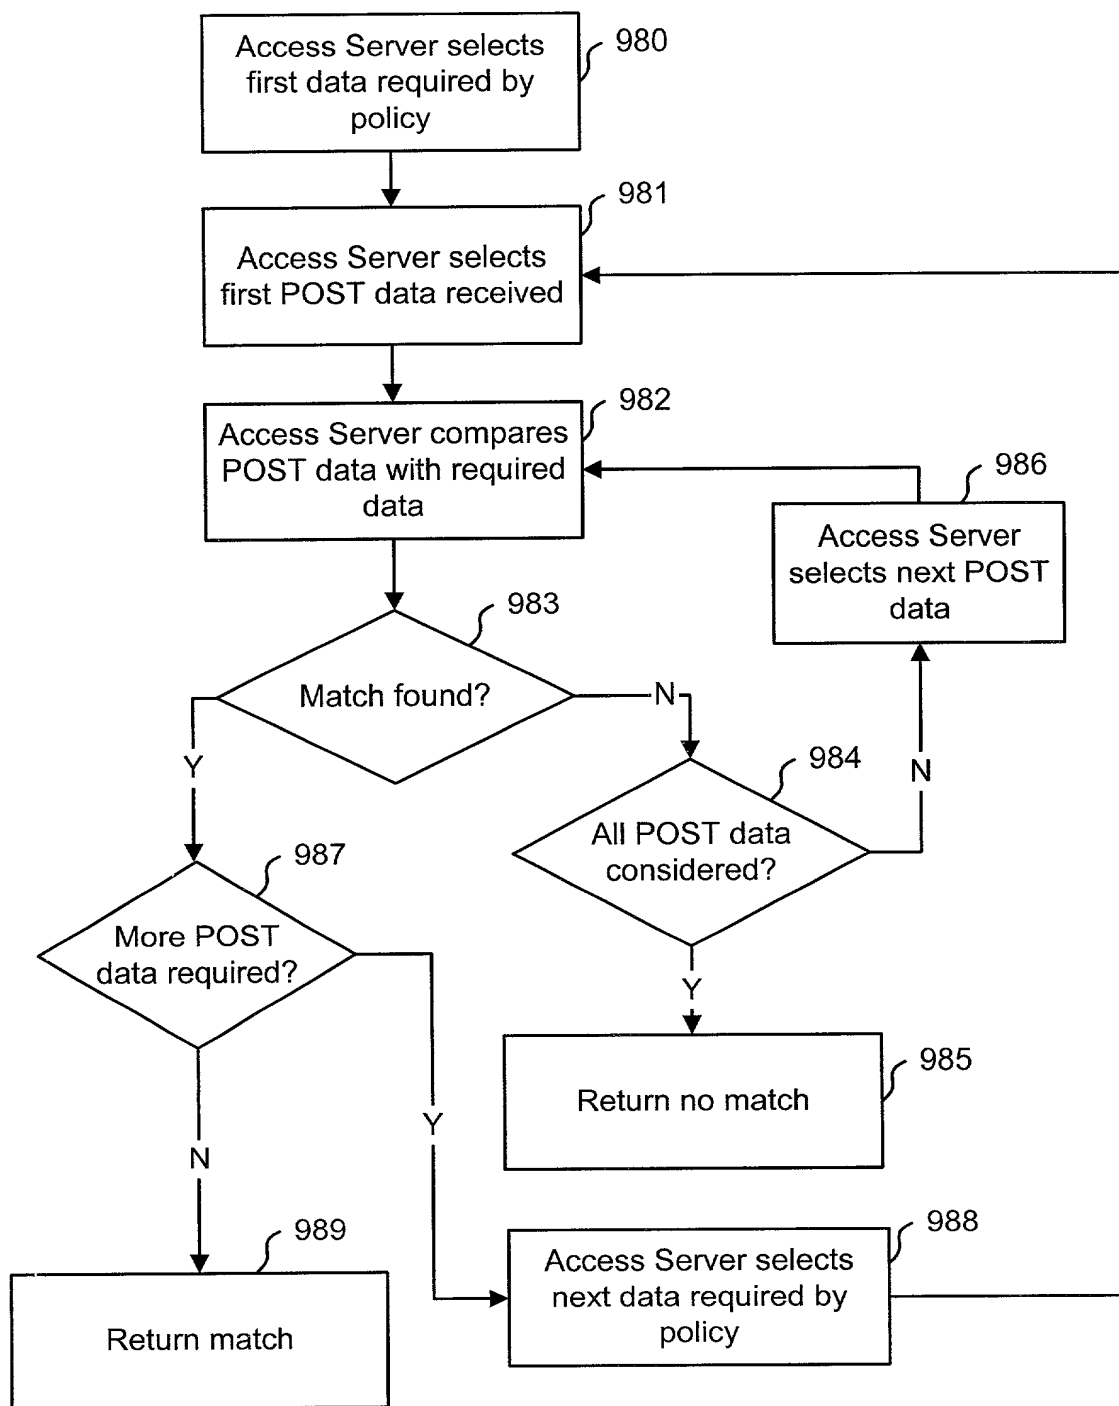 Access Server selects
first data required by
policy
980
981
Access Server selects
first POST data received
982
Access Server compares
POST data with required
data
986
Access Server
selects next POST
data
983
Match found?
N
Y
984
All POST data
considered?
N
987
More POST
data required?
Y
985
Return no match
Y
N
989
Return match
988
Access Server selects
next data required by
policy